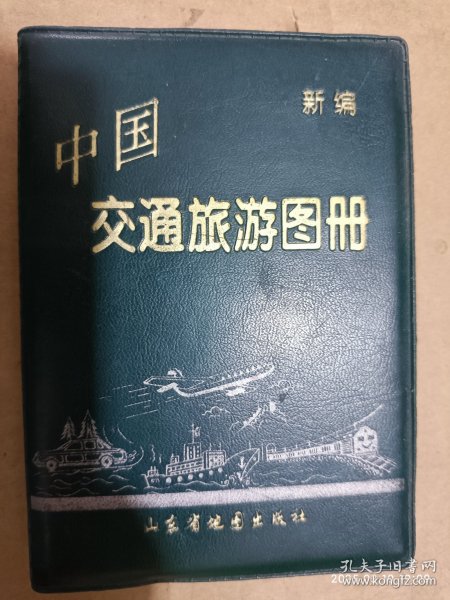 新编
中国
交通旅游图册
山东省地图出版社
孔夫子旧书网
www.kongfz.com